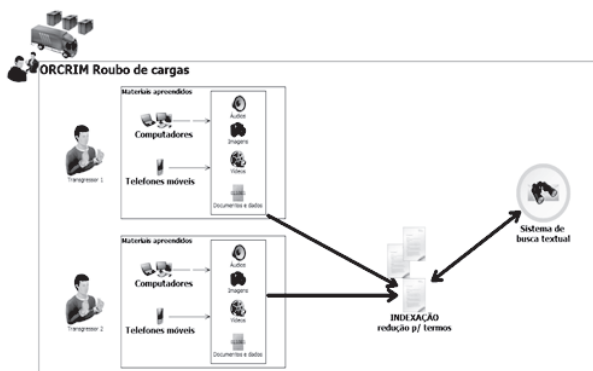 ORCRIM Roubo de cargas
Materiais apreendidos
Áudios
Computadores
Imagens
Transgressor 1
Telefones móveis
Vídeos
Documentos e dados
Sistema de
busca textual
Materiais apreendidos
Áudios
Computadores
Imagens
Transgressor 2
Telefones móveis
Vídeos
Documentos e dados
INDEXAÇÃO
redução p/ termos